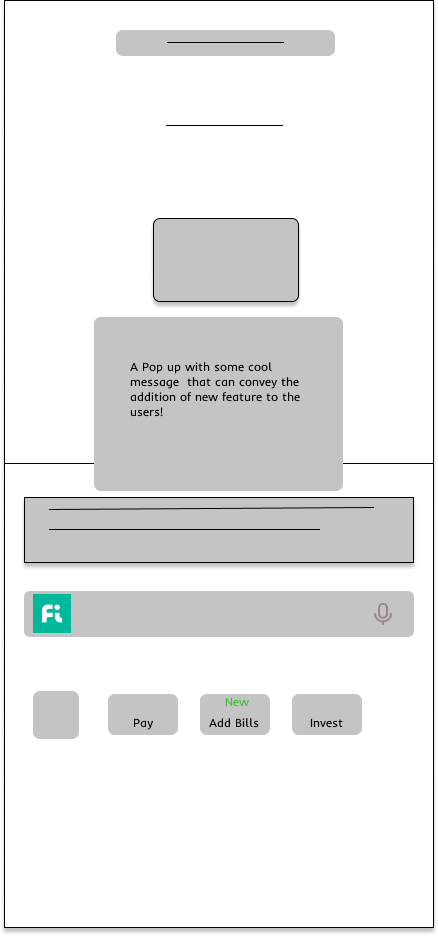 A Pop up with some cool
message that can convey the
addition of new feature to the
users!
Fi
New
Pay
Add Bills
Invest